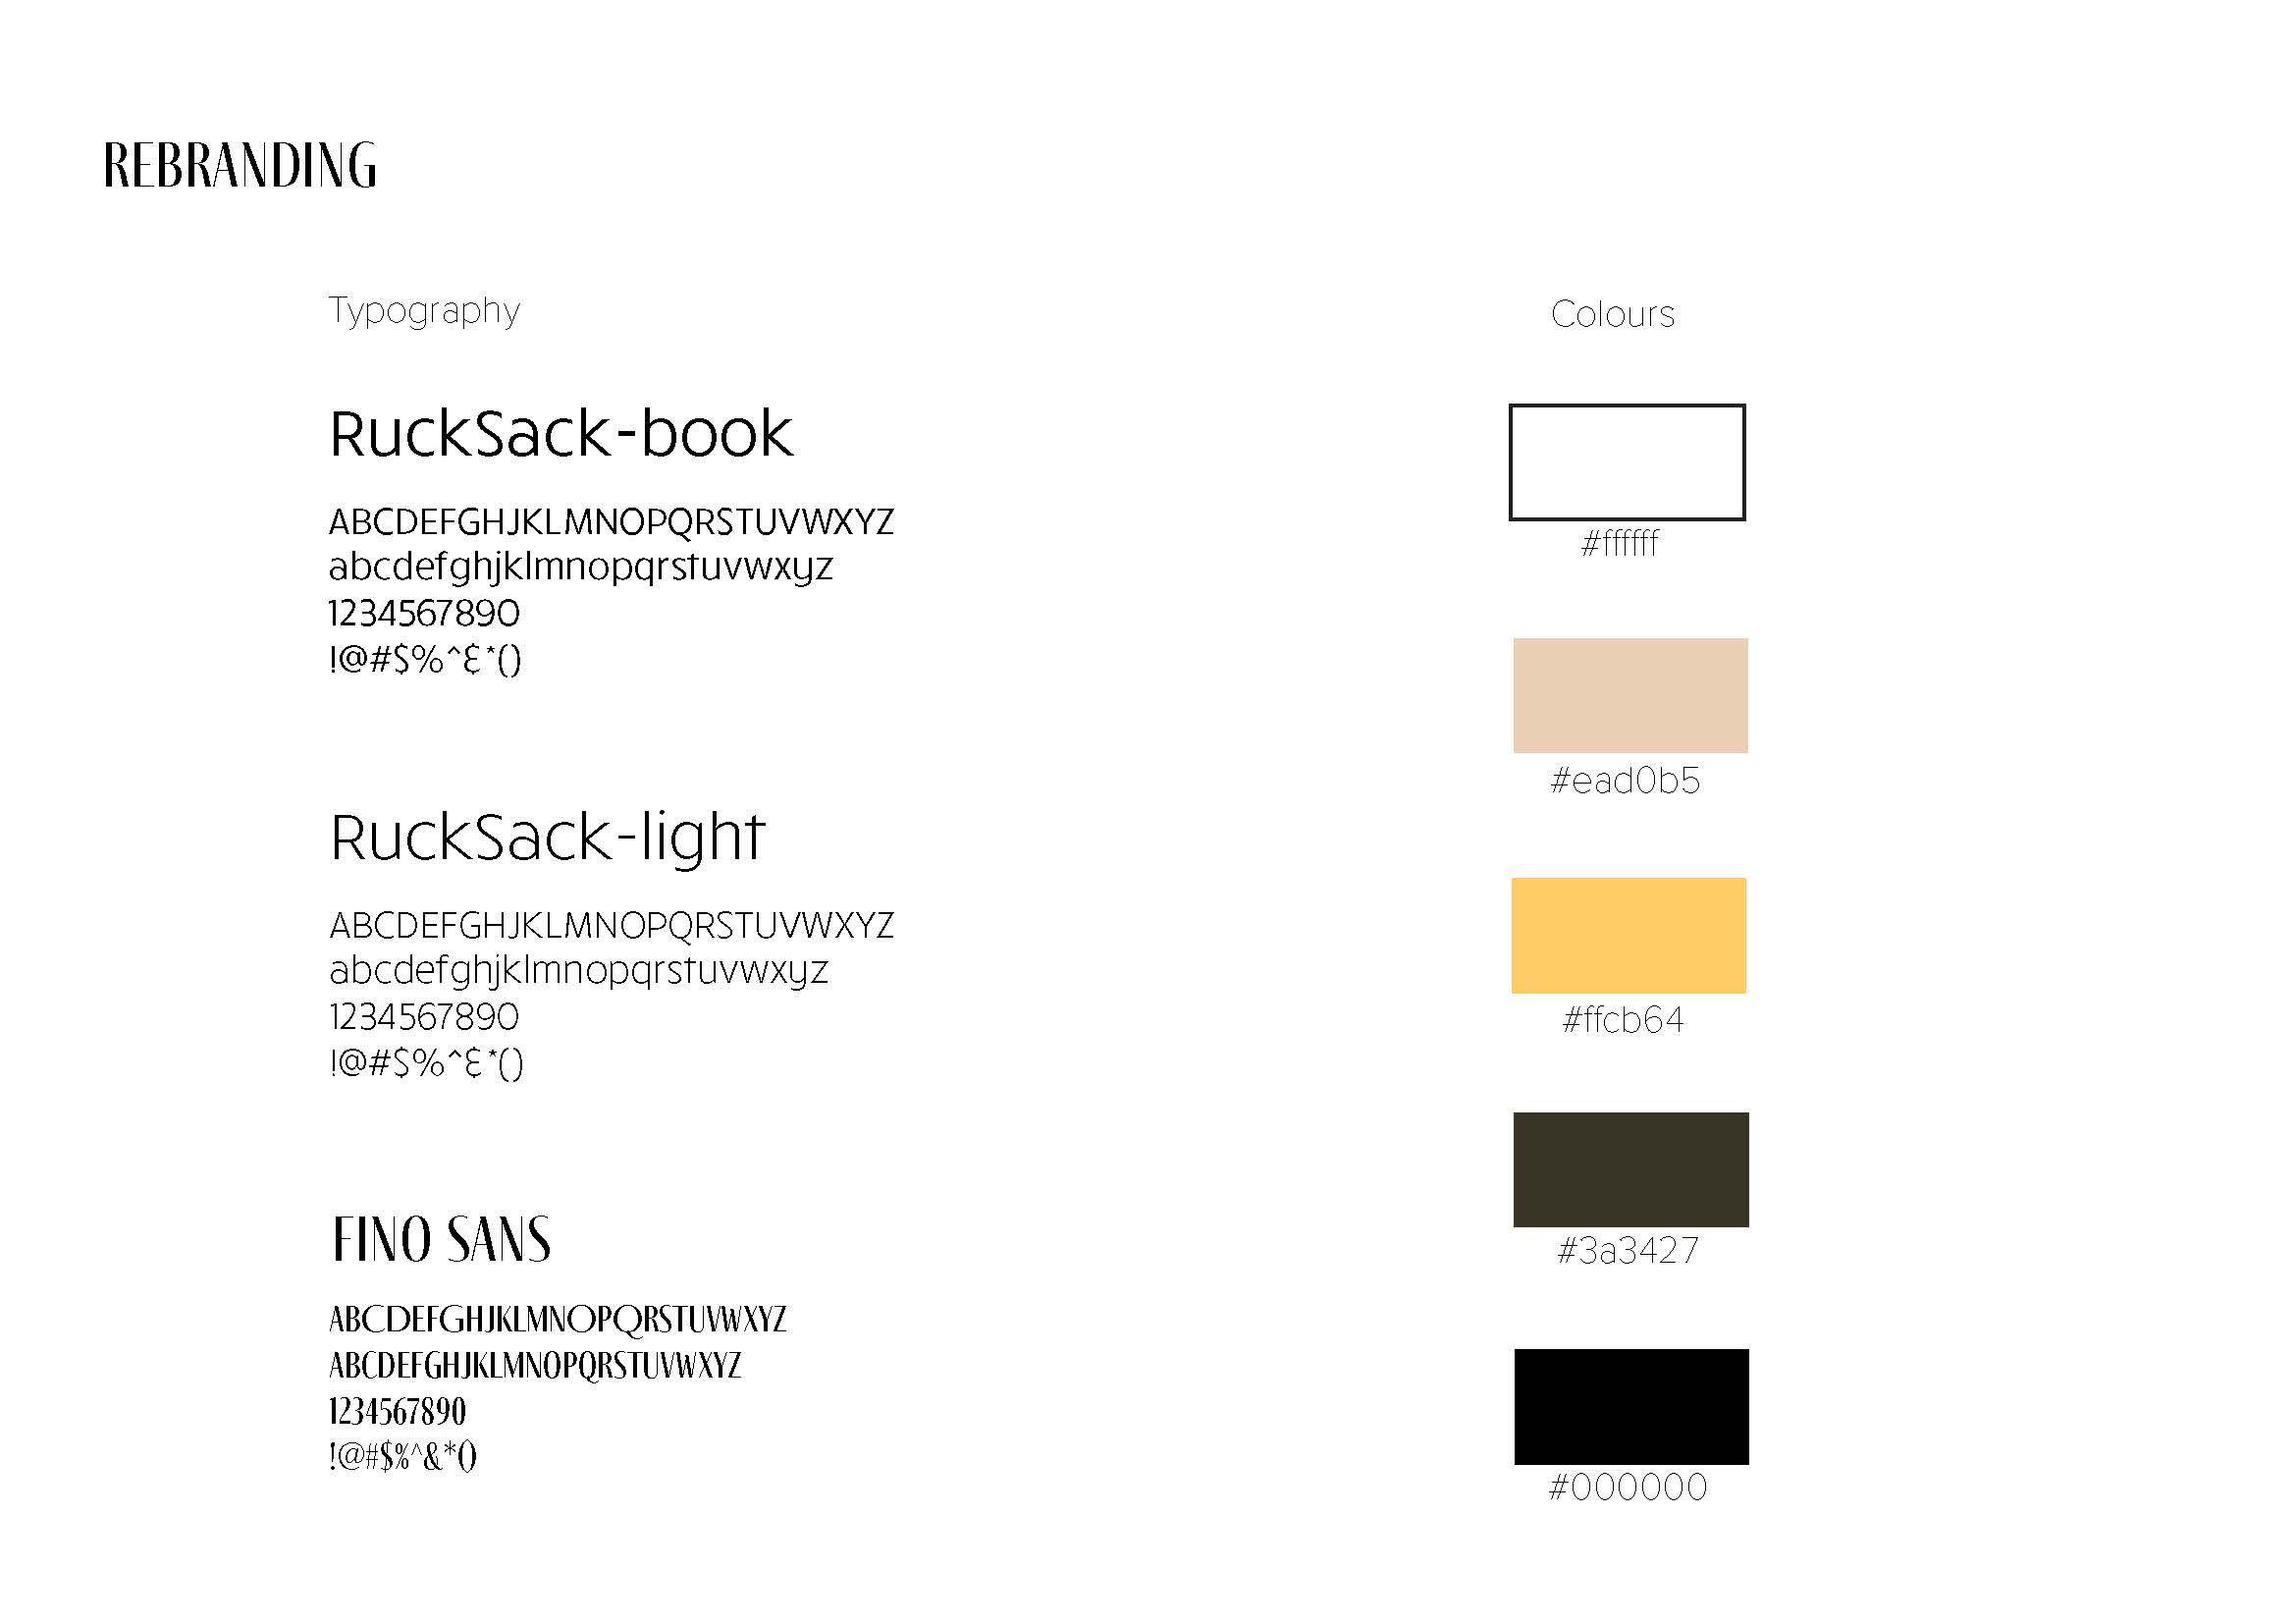 REBRANDING
Typography
RuckSack-book
ABCDEFGHJKLMNOPQRSTUVWXYZ
abcdefghjklmnopqrstuvwxyz
1234567890
!@#$%^&*()
RuckSack-light
ABCDEFGHJKLMNOPQRSTUVWXYZ
abcdefghjklmnopqrstuvwxyz
1234567890
!@#$%^&*()
FINO SANS
ABCDEFGHJKLMNOPQRSTUVWXYZ
ABCDEFGHJKLMNOPQRSTUVWXYZ
1234567890
!@#$%^&*()
Colours
#ffffff
#ead0b5
#ffcb64
#3a3427
#000000